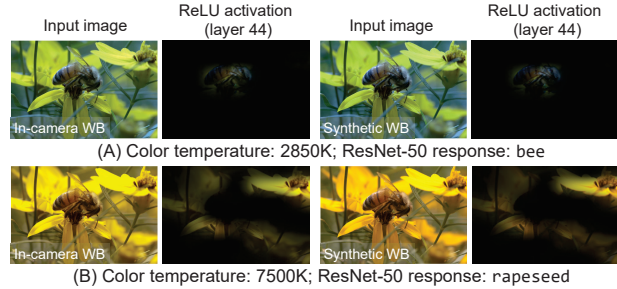 Input image
ReLU activation
(layer 44)
Input image
ReLU activation
(layer 44)
In-camera WB
Synthetic WB
(A) Color temperature: 2850K; ResNet-50 response: bee
In-camera WB
Synthetic WB
(B) Color temperature: 7500K; ResNet-50 response: rapeseed